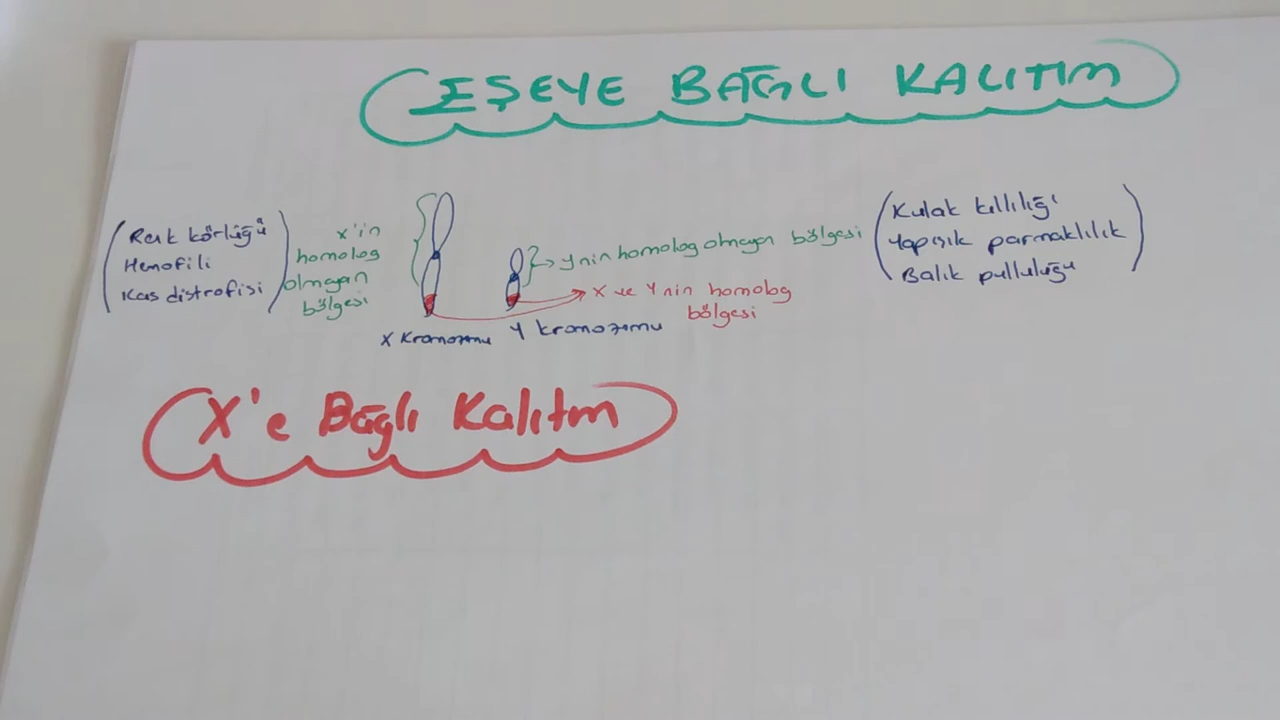 EŞEYE BAĞLI KALITIM
Renk körlüğü
Hemofili
Kas distrofisi
X'in
homolog
olmayan
bölgesi
Y nin homolog olmayan bölgesi
X ve Y nin homolog
bölgesi
X Kromozomu
Y kromozomu
Kulak kıllılığı
Yapışık parmaklılık
Balık pulluluğu
X'e Bağlı Kalıtım